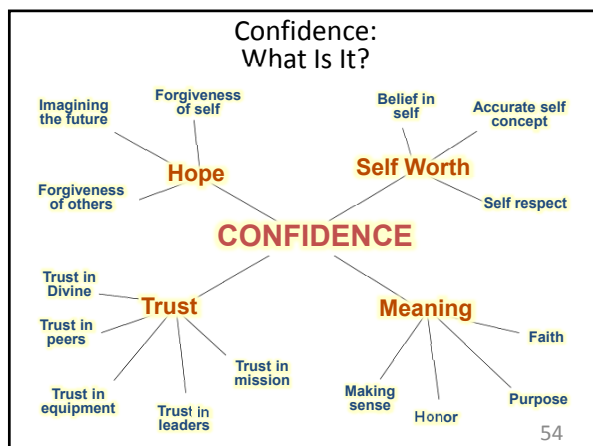 Confidence:
What Is It?
Imagining
the future
Forgiveness
of self
Forgiveness
of others
Hope
Belief in
self
Accurate self
concept
Self respect
Self Worth
CONFIDENCE
Trust in
Divine
Trust in
peers
Trust in
equipment
Trust in
leaders
Trust in
mission
Trust
Meaning
Making
sense
Honor
Purpose
Faith
54